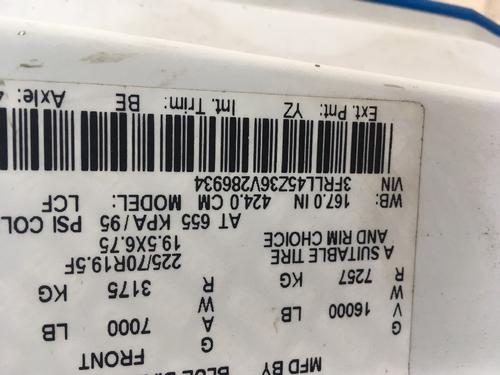 MFD BY BLUE
FRONT
G V W R 16000 LB 7257 KG
G A W R 7000 LB 3175 KG
A SUITABLE TIRE AND RIM CHOICE
225/70R19.5F
19.5X6.75
AT 655 KPA/95 PSI COL
WB: 167.0 IN 424.0 CM MODEL: LCF
VIN 3FRLL45Z36V286934
Ext. Pnt: YZ Int. Trim: BE Axle: 4